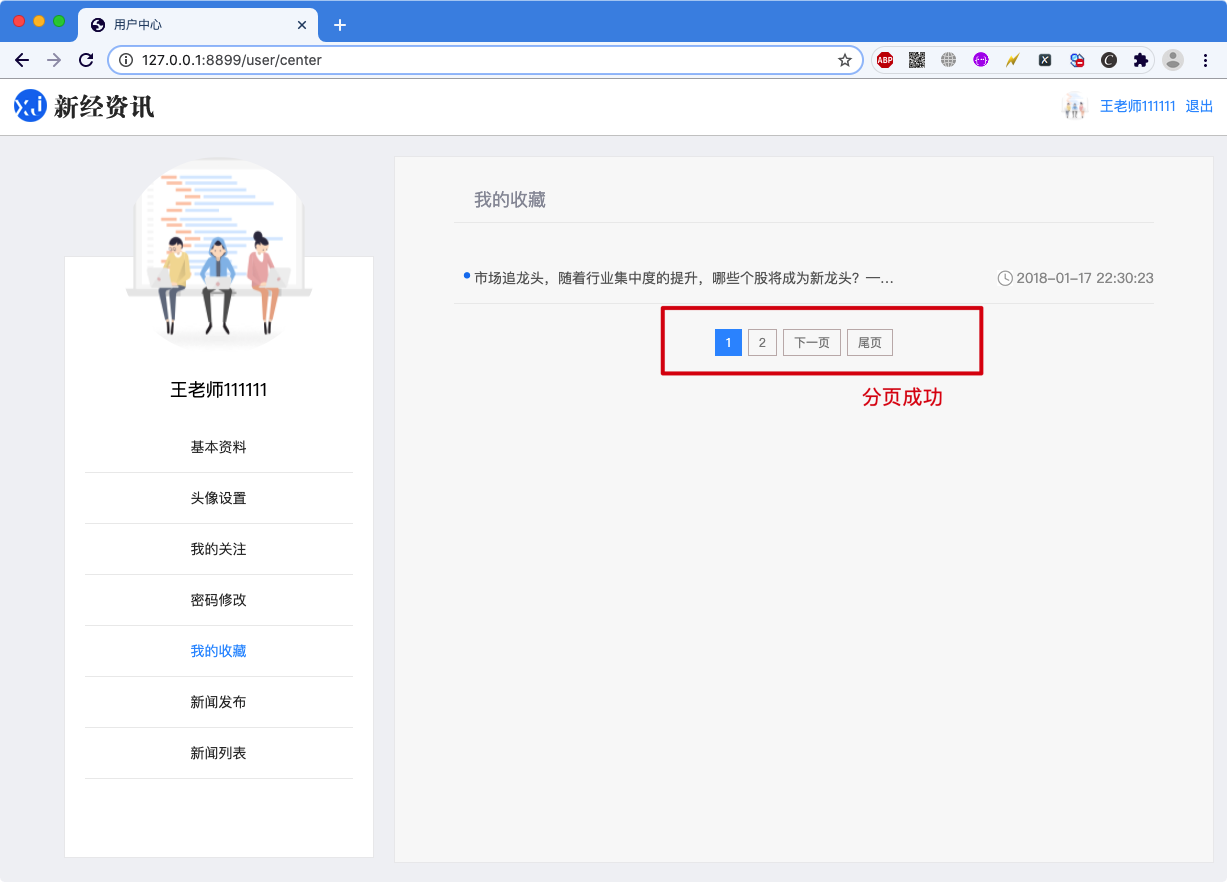 用户中心
127.0.0.1:8899/user/center
ABP
新经资讯
王老师111111 退出
王老师111111
基本资料
头像设置
我的关注
密码修改
我的收藏
新闻发布
新闻列表
我的收藏
市场追龙头，随着行业集中度的提升，哪些个股将成为新龙头？一... 2018-01-17 22:30:23
1 2 下一页 尾页
分页成功